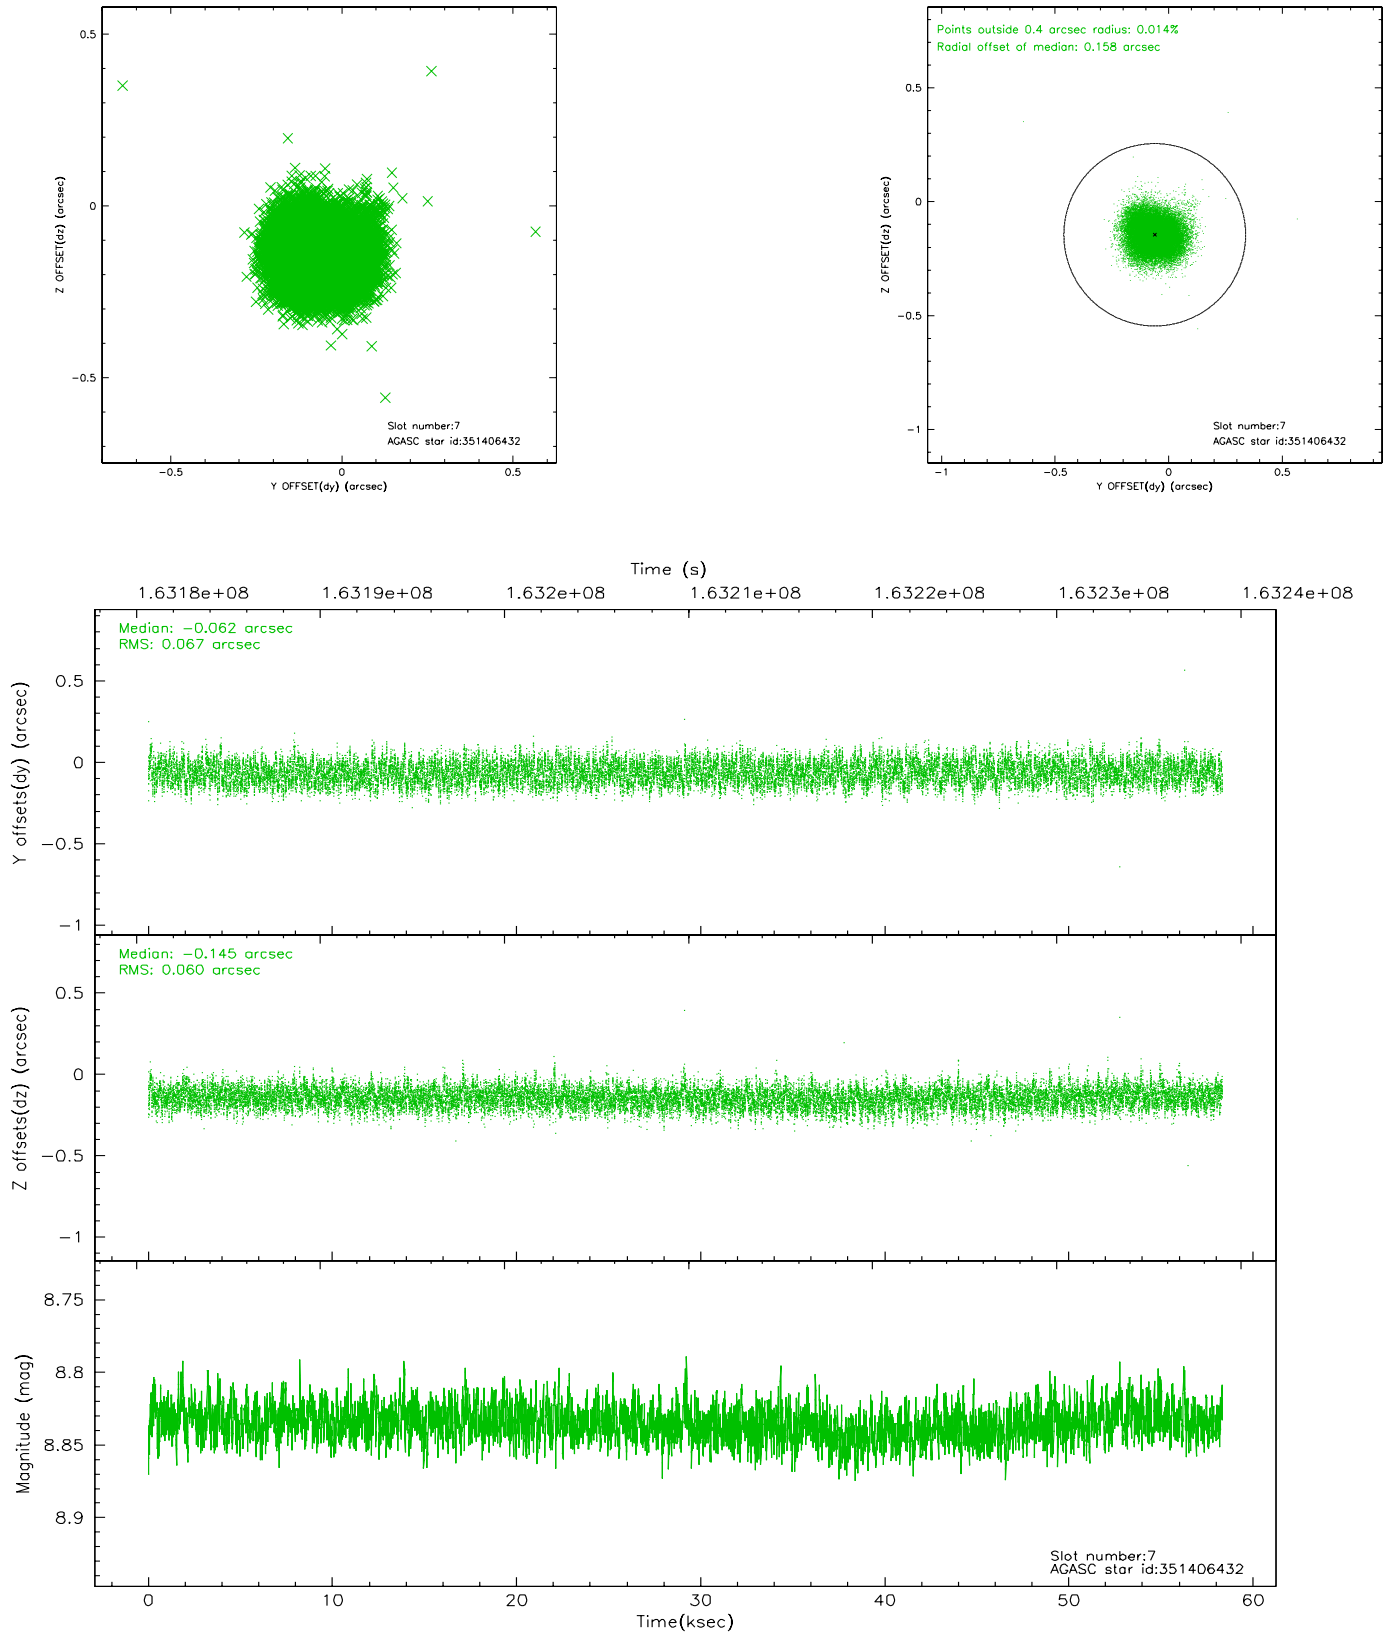 0.5
0
−0.5
Z OFFSET(dz) (arcsec)
−0.5
0
0.5
Y OFFSET(dy) (arcsec)
Slot number:7
AGASC star id:351406432
Points outside 0.4 arcsec radius: 0.014%
Radial offset of median: 0.158 arcsec
0.5
0
−0.5
−1
Z OFFSET(dz) (arcsec)
Slot number:7
AGASC star id:351406432
−1
−0.5
0
0.5
Y OFFSET(dy) (arcsec)
Time (s)
1.6318e+08
1.6319e+08
1.632e+08
1.6321e+08
1.6322e+08
1.6323e+08
1.6324e+08
Median: −0.062 arcsec
RMS: 0.067 arcsec
0.5
0
−0.5
−1
Y offsets(dy) (arcsec)
Median: −0.145 arcsec
RMS: 0.060 arcsec
0.5
0
−0.5
−1
Z offsets(dz) (arcsec)
8.75
8.8
8.85
8.9
Magnitude (mag)
Slot number:7
AGASC star id:351406432
0
10
20
30
40
50
60
Time(ksec)